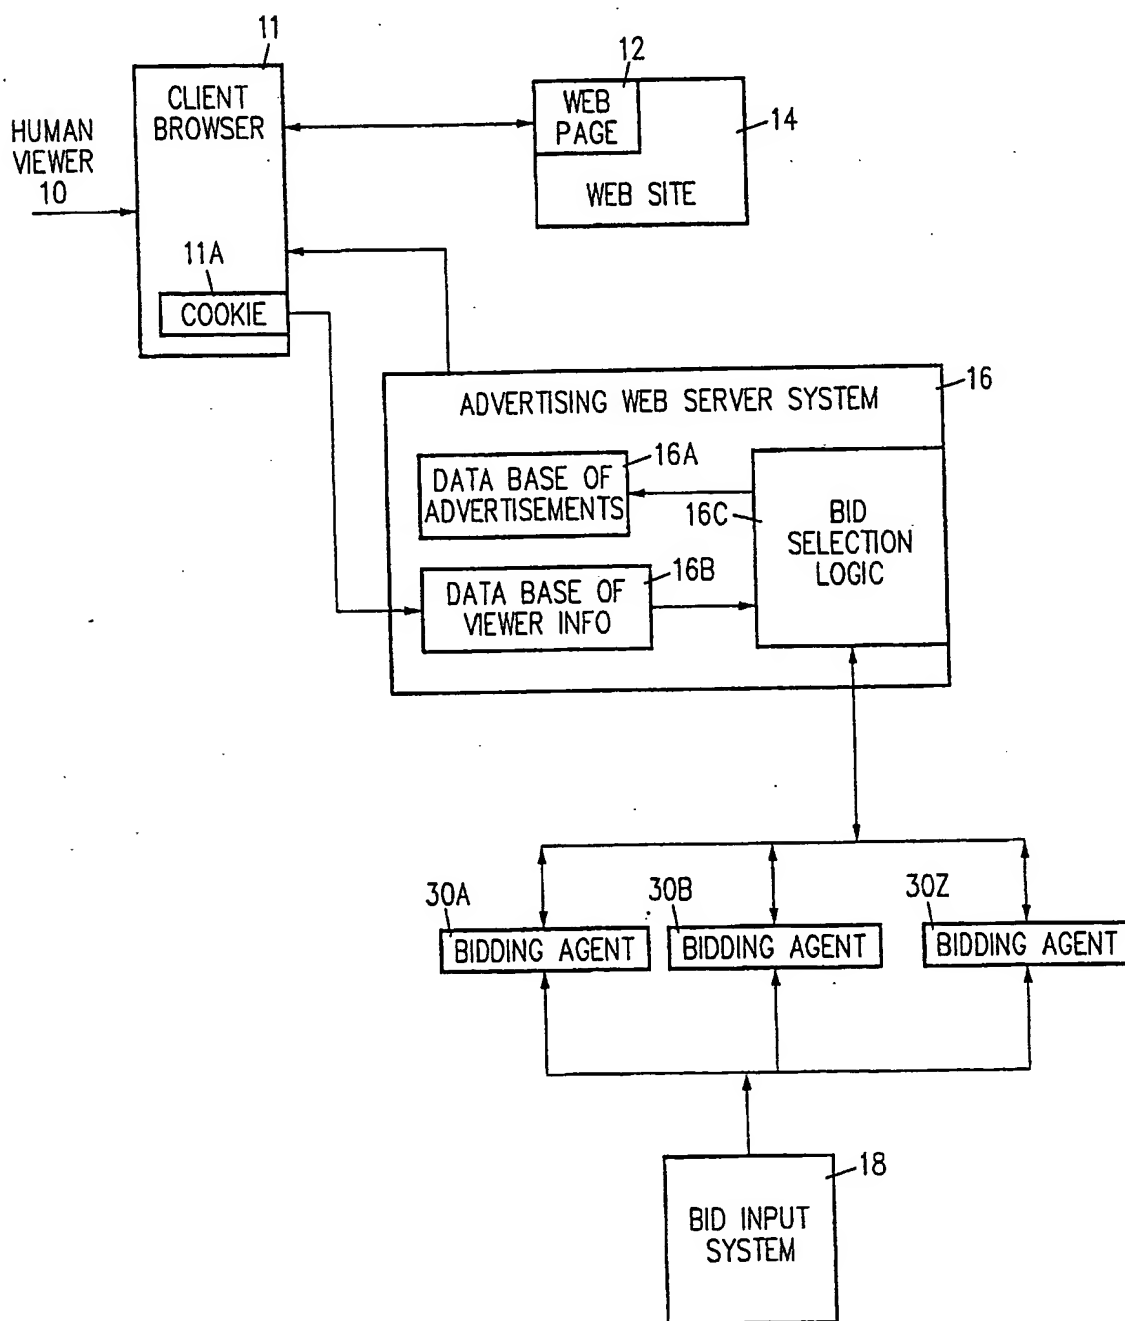 11
CLIENT
BROWSER
HUMAN
VIEWER
10
12
WEB
PAGE
14
WEB SITE
11A
COOKIE
16
ADVERTISING WEB SERVER SYSTEM
16A
DATA BASE OF
ADVERTISEMENTS
16C
BID
SELECTION
LOGIC
16B
DATA BASE OF
VIEWER INFO
30A
BIDDING AGENT
30B
BIDDING AGENT
30Z
BIDDING AGENT
18
BID INPUT
SYSTEM